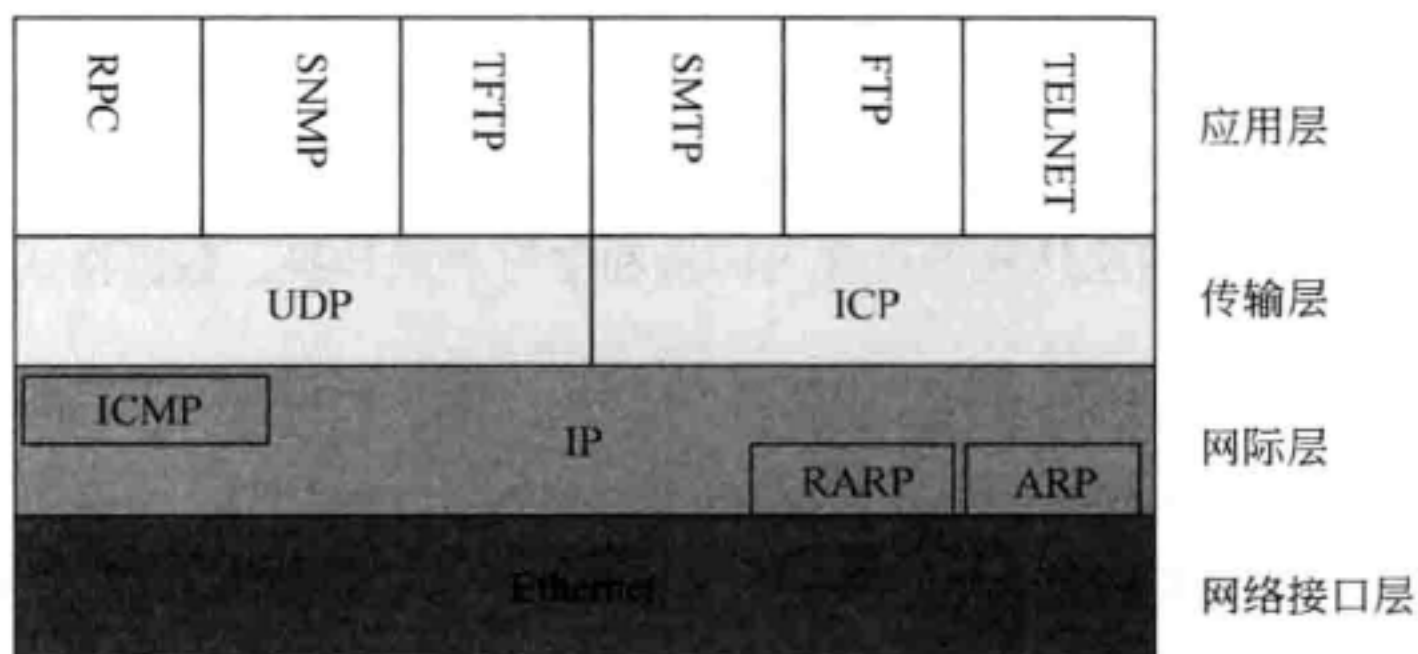 RPC
SNMP
TFTP
SMTP
FTP
TELNET
应用层
UDP
ICP
传输层
ICMP
IP
RARP
ARP
网际层
Ethernet
网络接口层